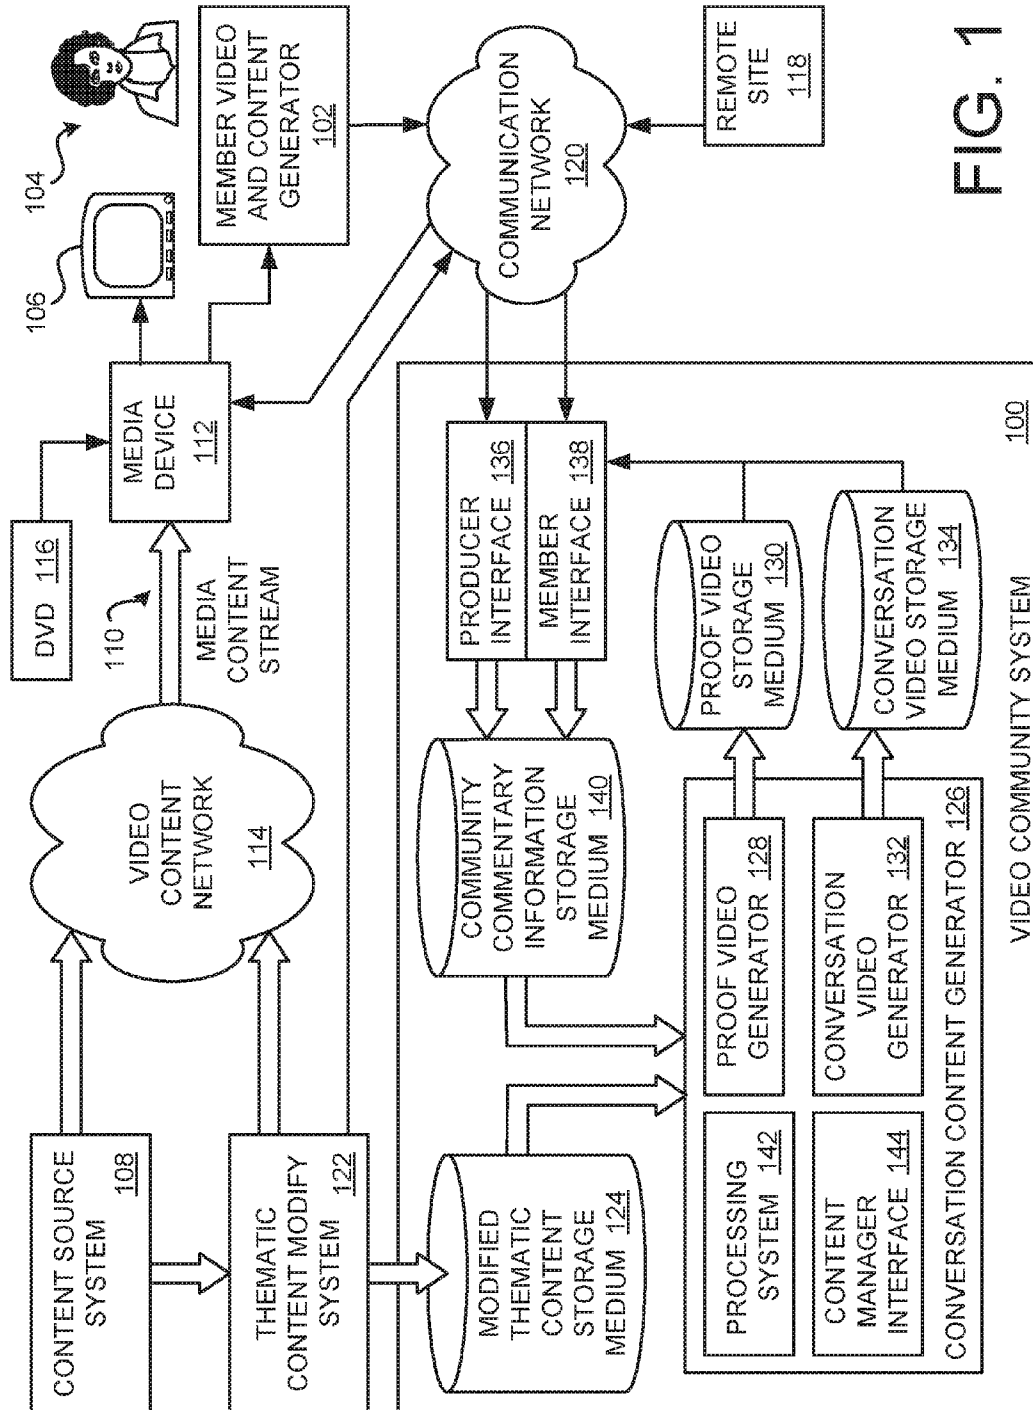 CONTENT SOURCE
SYSTEM 108
THEMATIC
CONTENT MODIFY
SYSTEM 122
VIDEO
CONTENT
NETWORK
114
110
MEDIA
CONTENT
STREAM
DVD 116
MEDIA
DEVICE
112
106
104
MEMBER VIDEO
AND CONTENT
GENERATOR
102
COMMUNICATION
NETWORK
120
REMOTE
SITE
118
MODIFIED
THEMATIC
CONTENT
STORAGE
MEDIUM 124
COMMUNITY
COMMENTARY
INFORMATION
STORAGE
MEDIUM 140
PRODUCER
INTERFACE 136
MEMBER
INTERFACE 138
PROCESSING
SYSTEM 142
CONTENT
MANAGER
INTERFACE 144
PROOF VIDEO
GENERATOR 128
CONVERSATION
VIDEO
GENERATOR 132
CONVERSATION CONTENT GENERATOR 126
PROOF VIDEO
STORAGE
MEDIUM 130
CONVERSATION
VIDEO STORAGE
MEDIUM 134
100
VIDEO COMMUNITY SYSTEM
FIG. 1